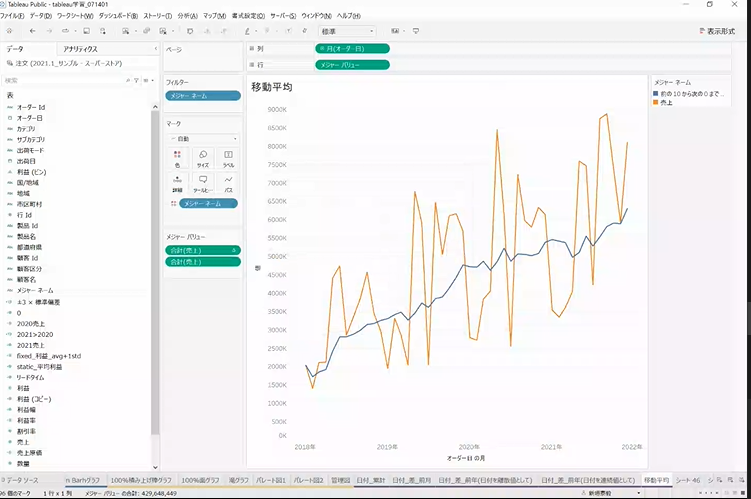 Tableau Public - tableau学習_071401
ファイル(F) データ(D) ワークシート(W) ダッシュボード(B) ストーリー(T) 分析(A) マップ(M) 書式設定(O) サーバー(S) ウィンドウ(N) ヘルプ(H)
標準
表示形式
データ
アナリティクス
注文 (2021.1_サンプル - スーパーストア)
検索
表
オーダー Id
オーダー日
カテゴリ
サブカテゴリ
出荷モード
出荷日
利益 (ビン)
国/地域
地域
市区町村
行 Id
製品 Id
製品名
都道府県
顧客 Id
顧客区分
顧客名
メジャー ネーム
±3 × 標準偏差
0
2020売上
2021>2020
2021売上
fixed_利益_avg+1std
static_平均利益
リードタイム
利益
利益 (コピー)
利益幅
利益率
割引率
売上
売上原価
数量
ページ
フィルター
メジャー ネーム
マーク
自動
色
サイズ
ラベル
詳細
ツールヒ...
パス
メジャー ネーム
メジャー バリュー
合計(売上)
合計(売上)
列
月(オーダー日)
行
メジャー バリュー
移動平均
9000K
8500K
8000K
7500K
7000K
6500K
6000K
5500K
5000K
4500K
4000K
3500K
3000K
2500K
2000K
1500K
1000K
500K
0K
値
2018年
2019年
2020年
2021年
2022年
オーダー日 の月
メジャー ネーム
前の 10 から次の 0 まで...
売上
データ ソース
n Barhグラフ
100%積み上げ棒グラフ
100%面グラフ
滝グラフ
パレート図1
パレート図2
管理図
日付_累計
日付_差_前月
日付_差_前年(日付を離散値として)
日付_差_前年(日付を連続値として)
移動平均
シート 46
96 個のマーク
1 行 x 1 列
メジャー バリュー の合計: 429,648,449